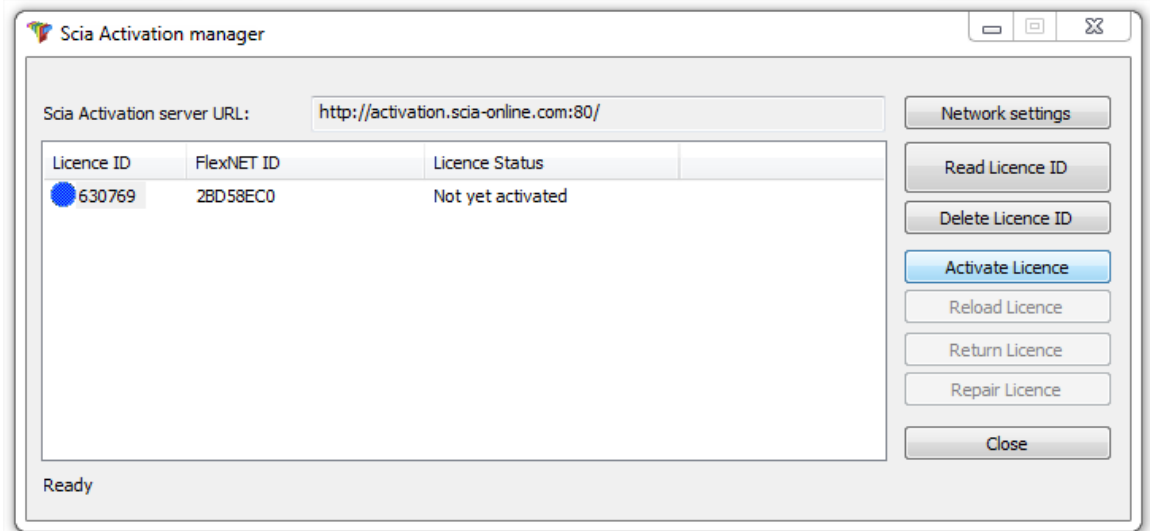 Scia Activation manager
Scia Activation server URL: http://activation.scia-online.com:80/ Network settings
Licence ID FlexNET ID Licence Status
Read Licence ID
630769 2BD58EC0 Not yet activated
Delete Licence ID
Activate Licence
Reload Licence
Return Licence
Repair Licence
Close
Ready